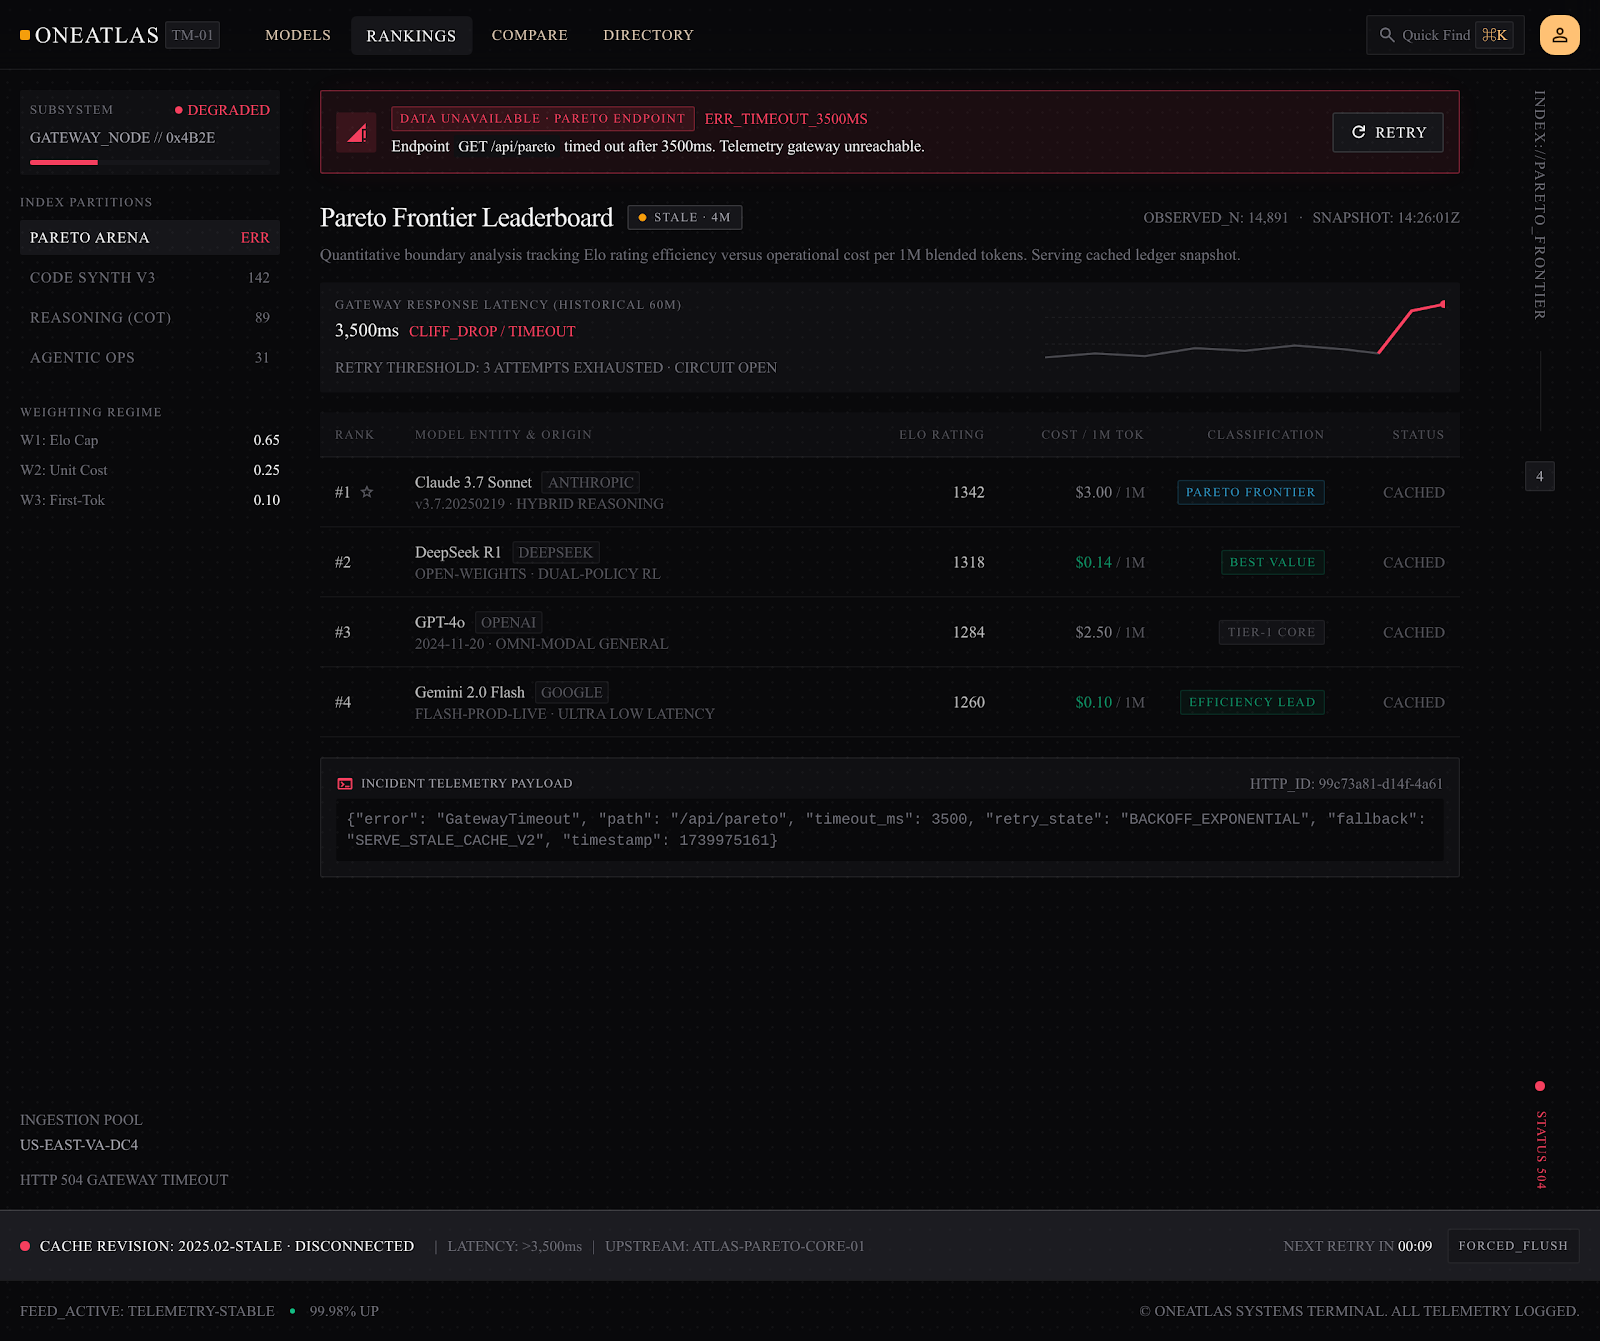 ONEATLAS TM-01 MODELS RANKINGS COMPARE DIRECTORY Quick Find ⌘K
SUBSYSTEM DEGRADED
GATEWAY_NODE // 0x4B2E
INDEX PARTITIONS
PARETO ARENA ERR
CODE SYNTH V3 142
REASONING (COT) 89
AGENTIC OPS 31
WEIGHTING REGIME
W1: Elo Cap 0.65
W2: Unit Cost 0.25
W3: First-Tok 0.10
INGESTION POOL
US-EAST-VA-DC4
HTTP 504 GATEWAY TIMEOUT
DATA UNAVAILABLE · PARETO ENDPOINT ERR_TIMEOUT_3500MS
Endpoint GET /api/pareto timed out after 3500ms. Telemetry gateway unreachable.
RETRY
Pareto Frontier Leaderboard STALE · 4M OBSERVED_N: 14,891 · SNAPSHOT: 14:26:01Z
Quantitative boundary analysis tracking Elo rating efficiency versus operational cost per 1M blended tokens. Serving cached ledger snapshot.
GATEWAY RESPONSE LATENCY (HISTORICAL 60M)
3,500ms CLIFF_DROP / TIMEOUT
RETRY THRESHOLD: 3 ATTEMPTS EXHAUSTED · CIRCUIT OPEN
RANK MODEL ENTITY & ORIGIN ELO RATING COST / 1M TOK CLASSIFICATION STATUS
#1 Claude 3.7 Sonnet ANTHROPIC 1342 $3.00 / 1M PARETO FRONTIER CACHED
v3.7.20250219 · HYBRID REASONING
#2 DeepSeek R1 DEEPSEEK 1318 $0.14 / 1M BEST VALUE CACHED
OPEN-WEIGHTS · DUAL-POLICY RL
#3 GPT-4o OPENAI 1284 $2.50 / 1M TIER-1 CORE CACHED
2024-11-20 · OMNI-MODAL GENERAL
#4 Gemini 2.0 Flash GOOGLE 1260 $0.10 / 1M EFFICIENCY LEAD CACHED
FLASH-PROD-LIVE · ULTRA LOW LATENCY
INCIDENT TELEMETRY PAYLOAD HTTP_ID: 99c73a81-d14f-4a61
{"error": "GatewayTimeout", "path": "/api/pareto", "timeout_ms": 3500, "retry_state": "BACKOFF_EXPONENTIAL", "fallback":
"SERVE_STALE_CACHE_V2", "timestamp": 1739975161}
INDEX://PARETO_FRONTIER
4
STATUS 504
CACHE REVISION: 2025.02-STALE · DISCONNECTED | LATENCY: >3,500ms | UPSTREAM: ATLAS-PARETO-CORE-01 NEXT RETRY IN 00:09 FORCED_FLUSH
FEED_ACTIVE: TELEMETRY-STABLE • 99.98% UP © ONEATLAS SYSTEMS TERMINAL. ALL TELEMETRY LOGGED.